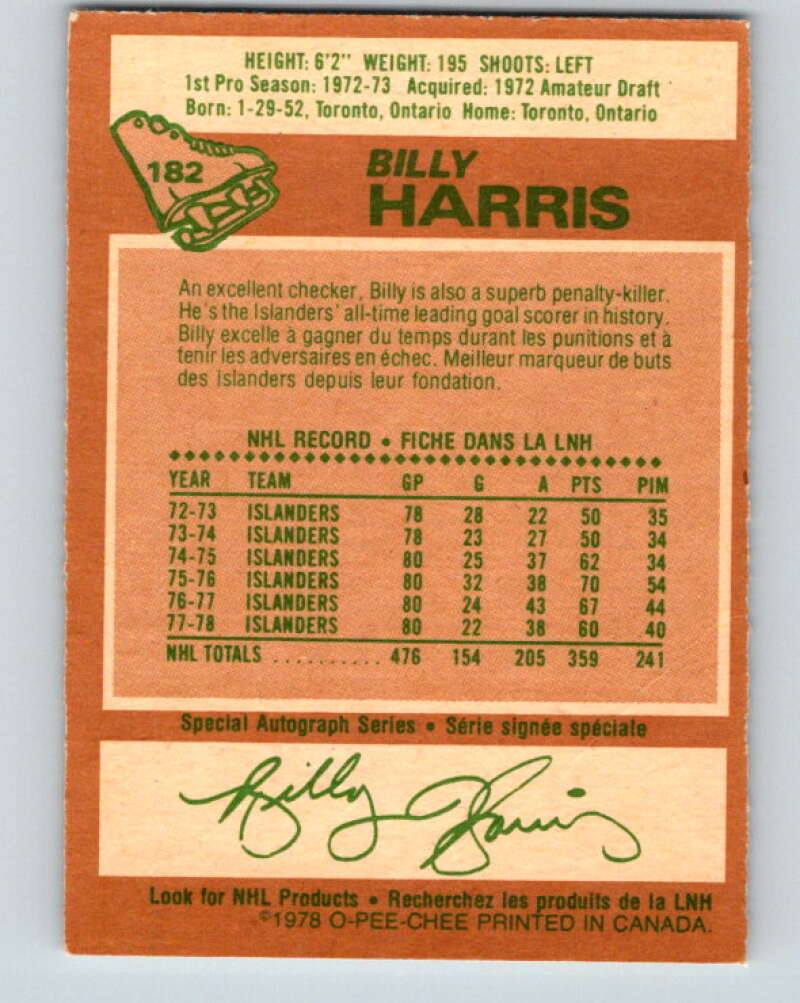 HEIGHT: 6'2" WEIGHT: 195 SHOOTS: LEFT
1st Pro Season: 1972-73 Acquired: 1972 Amateur Draft
Born: 1-29-52, Toronto, Ontario Home: Toronto, Ontario
182
BILLY
HARRIS
An excellent checker, Billy is also a superb penalty-killer.
He's the Islanders' all-time leading goal scorer in history.
Billy excelle à gagner du temps durant les punitions et à
tenir les adversaires en échec. Meilleur marqueur de buts
des islanders depuis leur fondation.
NHL RECORD • FICHE DANS LA LNH
YEAR TEAM GP G A PTS PIM
72-73 ISLANDERS 78 28 22 50 35
73-74 ISLANDERS 78 23 27 50 34
74-75 ISLANDERS 80 25 37 62 34
75-76 ISLANDERS 80 32 38 70 54
76-77 ISLANDERS 80 24 43 67 44
77-78 ISLANDERS 80 22 38 60 40
NHL TOTALS .......... 476 154 205 359 241
Special Autograph Series • Série signée spéciale
Billy Harris
Look for NHL Products • Recherchez les produits de la LNH
©1978 O-PEE-CHEE PRINTED IN CANADA.